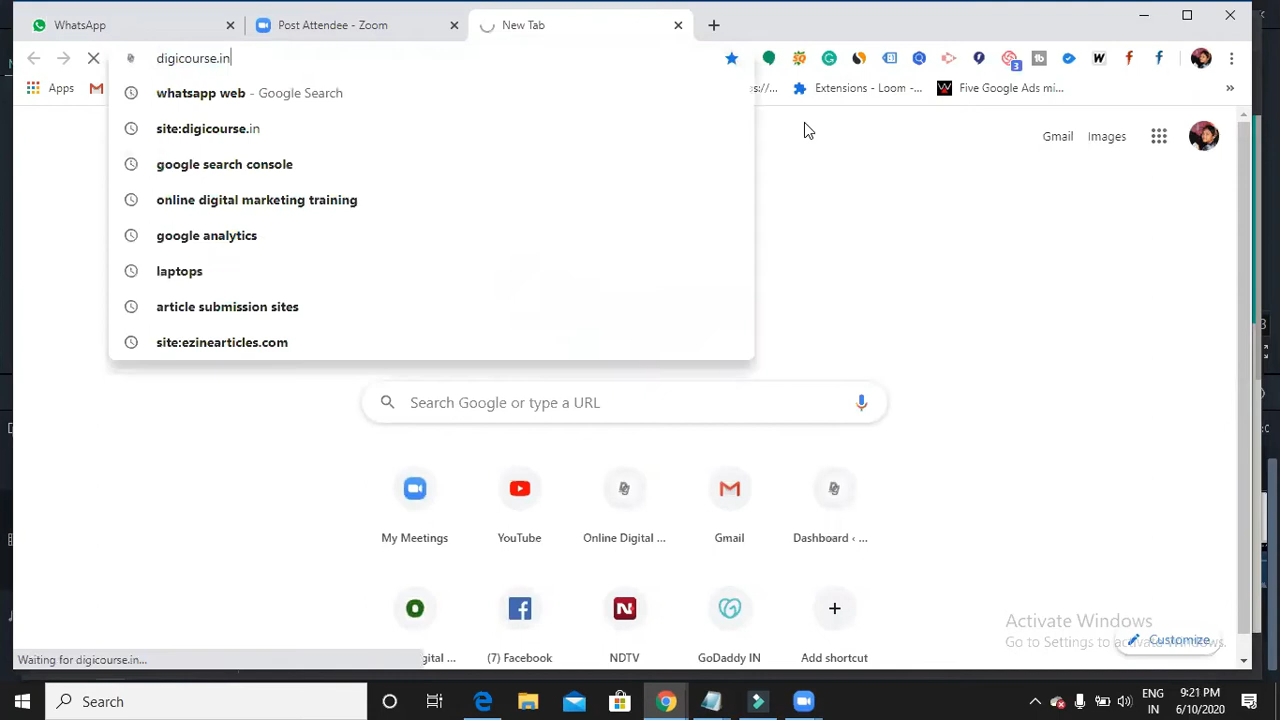 WhatsApp
Post Attendee - Zoom
New Tab
digicourse.in
3
tb
W
Apps
s://...
Extensions - Loom -...
Five Google Ads mi...
»
whatsapp web - Google Search
site:digicourse.in
google search console
online digital marketing training
google analytics
laptops
article submission sites
site:ezinearticles.com
Gmail
Images
Search Google or type a URL
My Meetings
YouTube
Online Digital ...
Gmail
Dashboard ‹ ...
gital ...
(7) Facebook
NDTV
GoDaddy IN
Add shortcut
Customize
Activate Windows
Go to Settings to activate Windows.
Waiting for digicourse.in...
Search
ENG
IN
9:21 PM
6/10/2020